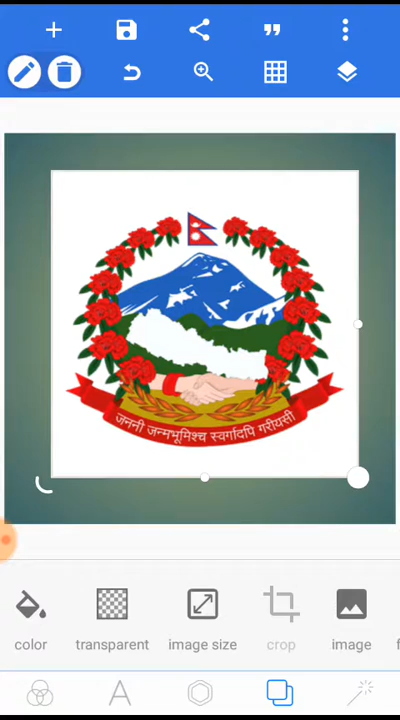 जननी जन्मभूमिश्च स्वर्गादपि गरीयसी
color
transparent
image size
crop
image